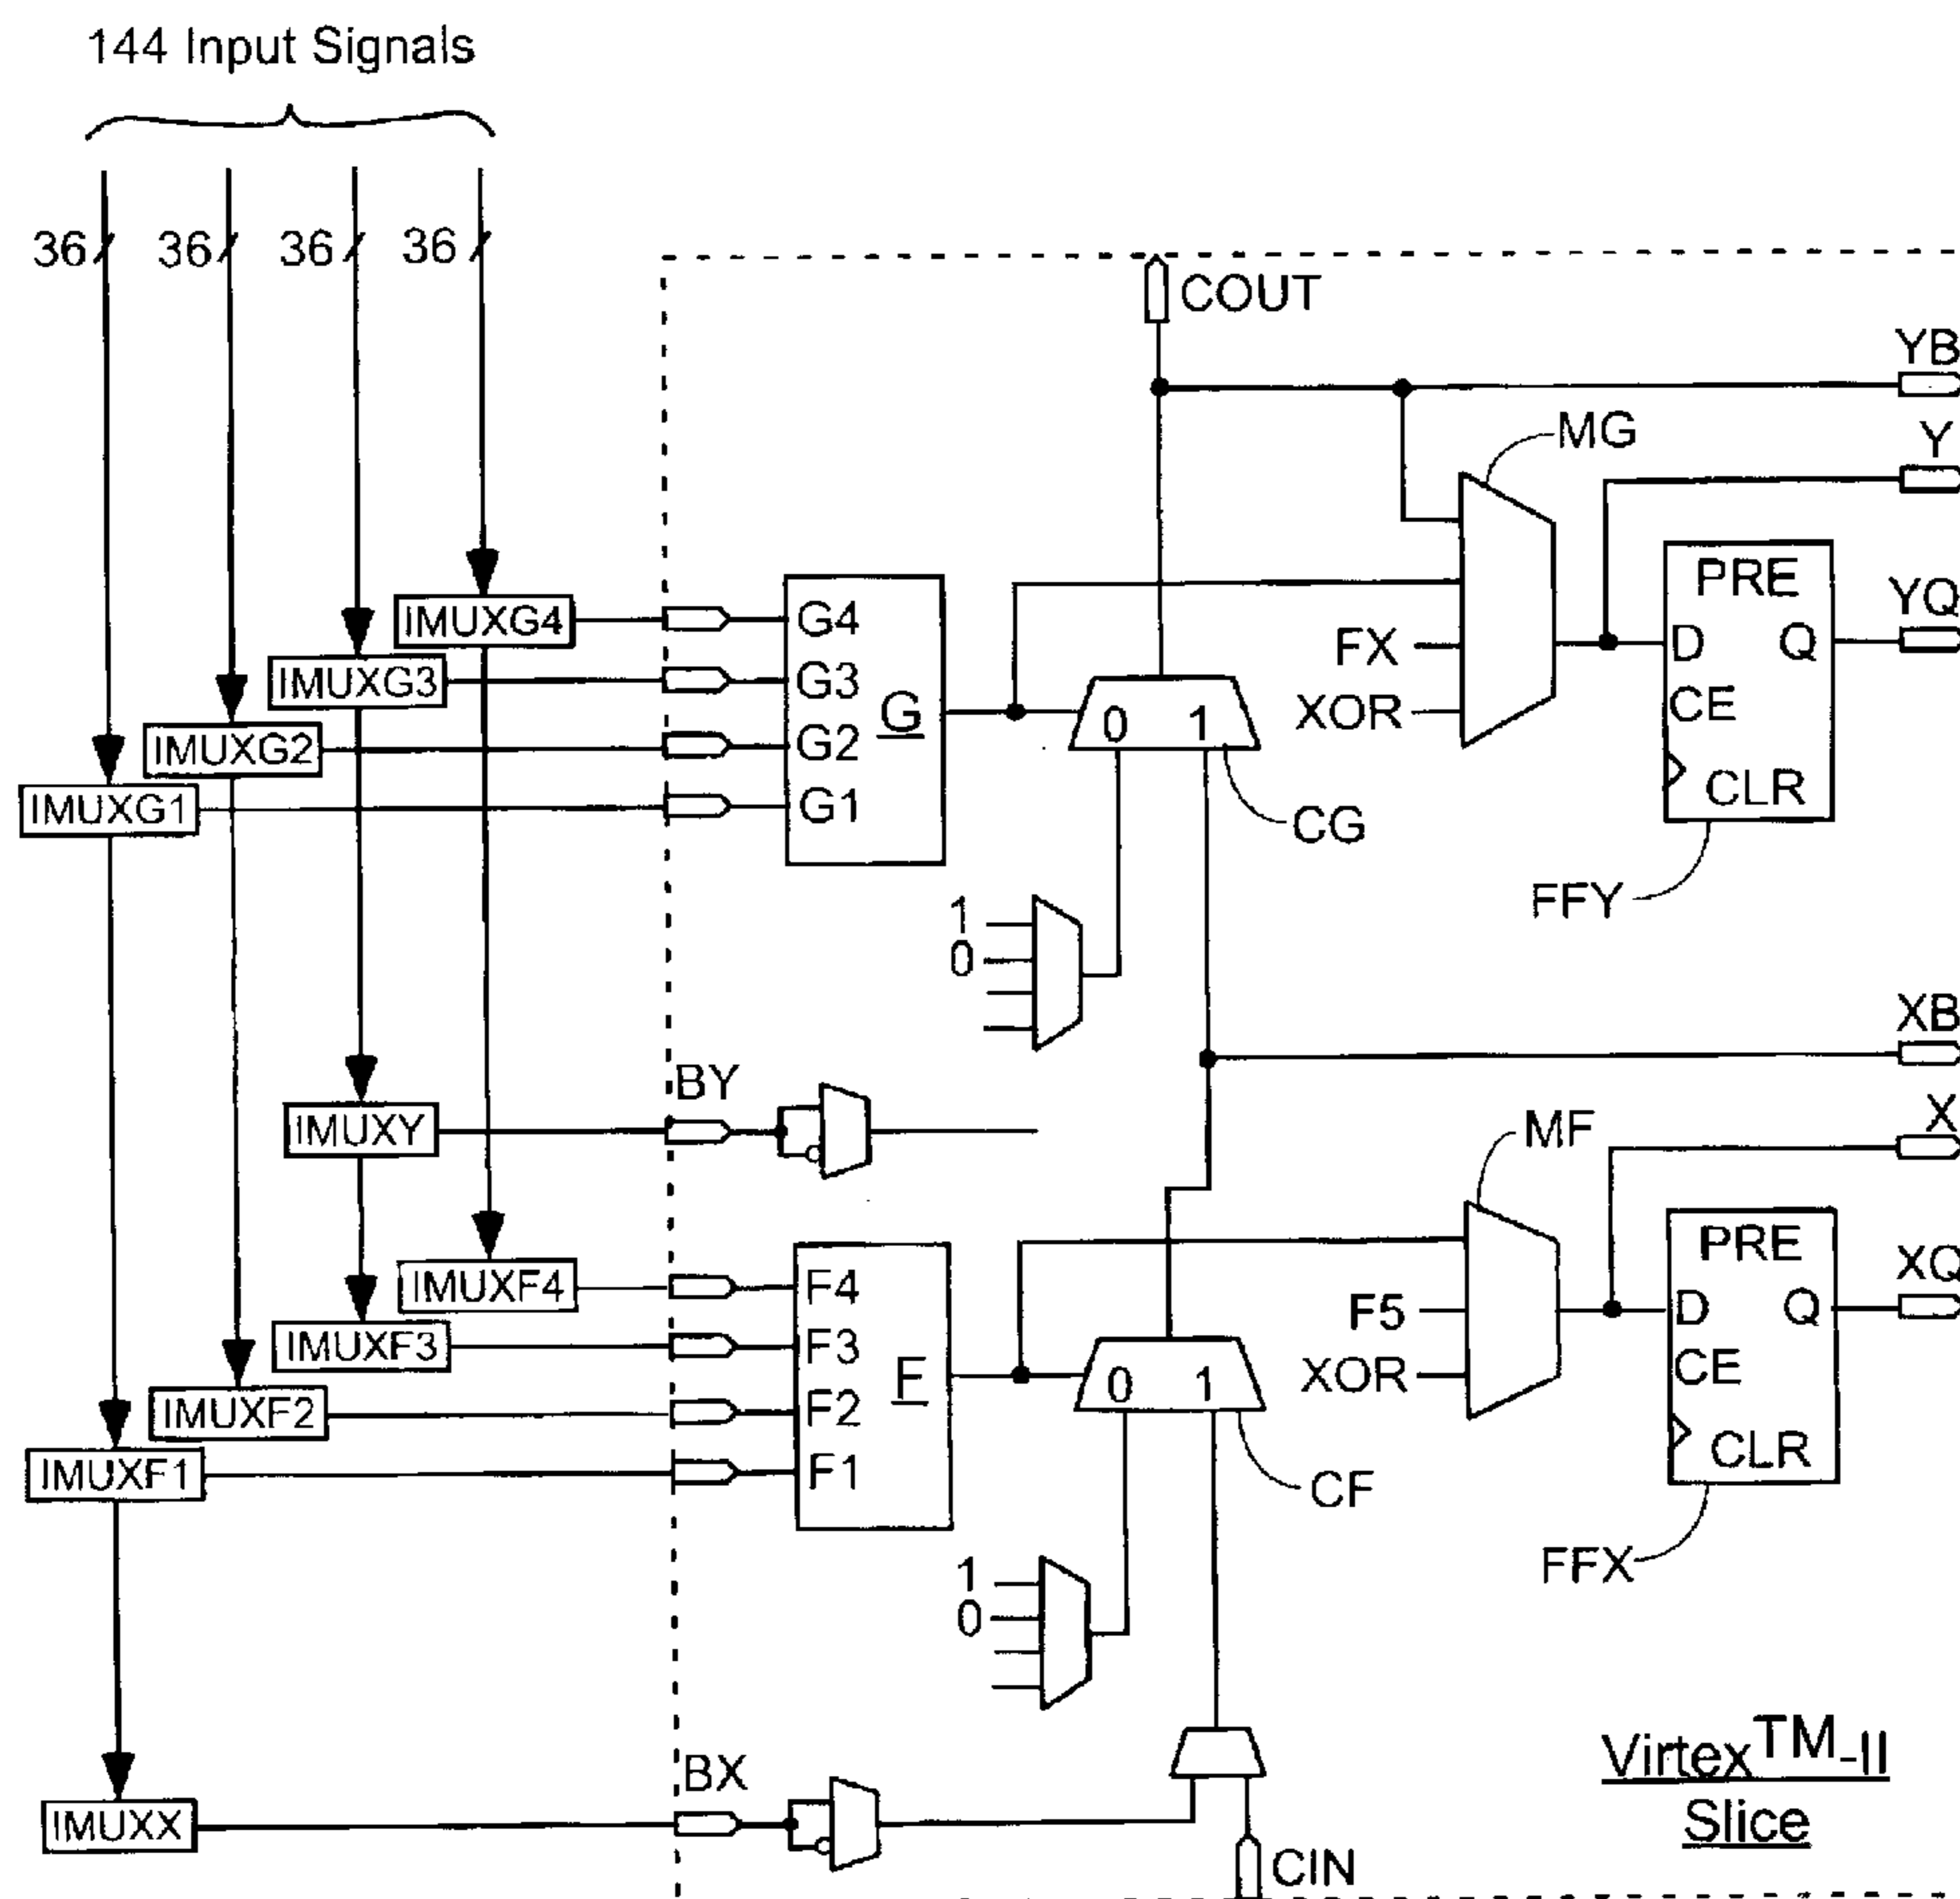 144 Input Signals
36 36 36 36
COUT
YB
MG
Y
IMUXG4
G4
PRE
YQ
IMUXG3
G3
G
FX
D Q
IMUXG2
G2
0 1
XOR
CE
IMUXG1
G1
CG
CLR
FFY
1
0
XB
BY
X
IMUXY
MF
IMUXF4
F4
PRE
XQ
IMUXF3
F3
F5
D Q
IMUXF2
F2
F
0 1
XOR
CE
IMUXF1
F1
CF
CLR
FFX
1
0
BX
Virtex™-II
IMUXX
Slice
CIN